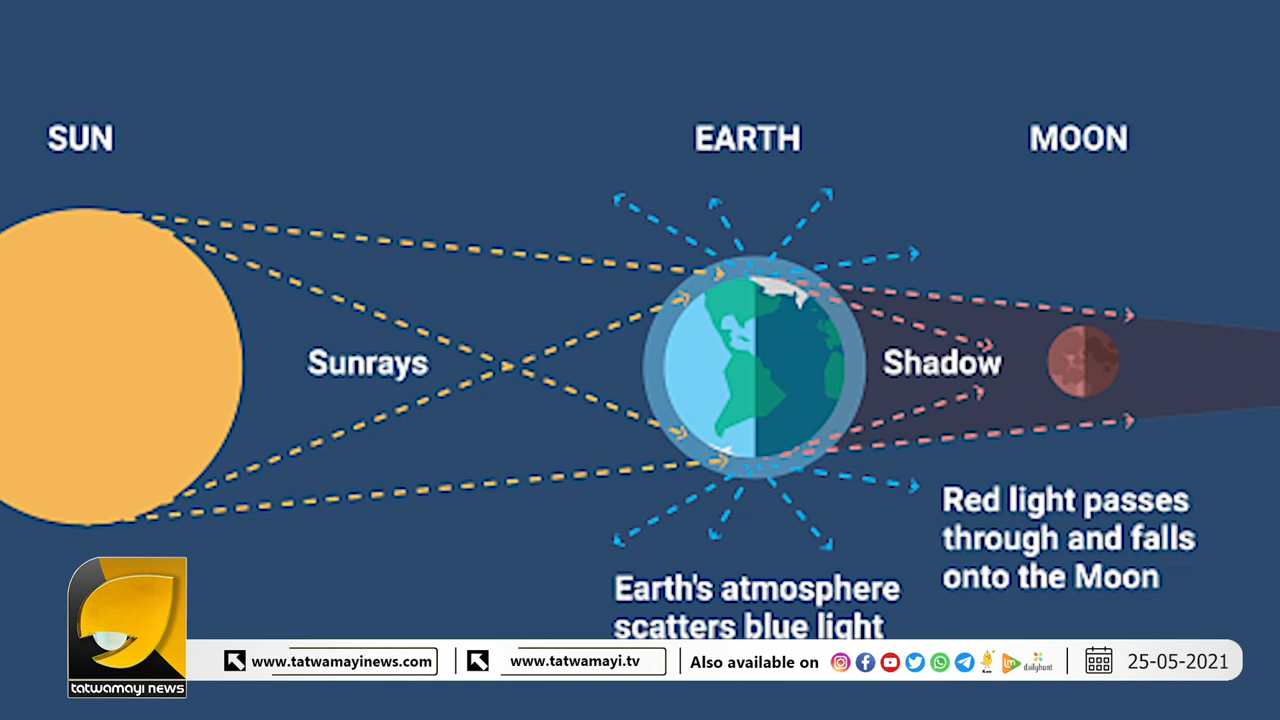 SUN
EARTH
MOON
Sunrays
Shadow
Red light passes
through and falls
onto the Moon
Earth's atmosphere
scatters blue light
tatwamayi news
www.tatwamayinews.com
www.tatwamayi.tv
Also available on
dailyhunt
25-05-2021